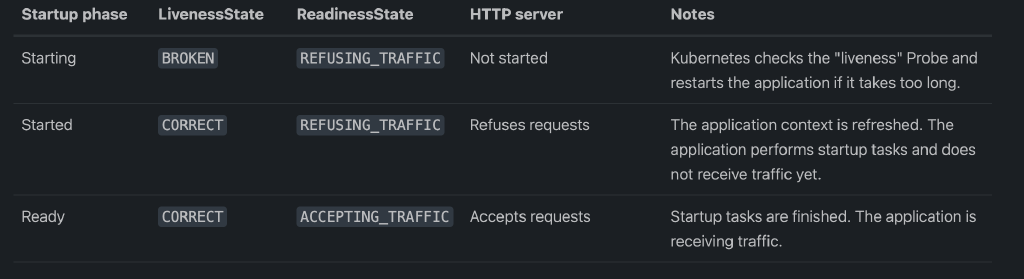 Startup phase LivenessState ReadinessState HTTP server Notes
Starting BROKEN REFUSING_TRAFFIC Not started Kubernetes checks the "liveness" Probe and
restarts the application if it takes too long.
Started CORRECT REFUSING_TRAFFIC Refuses requests The application context is refreshed. The
application performs startup tasks and does
not receive traffic yet.
Ready CORRECT ACCEPTING_TRAFFIC Accepts requests Startup tasks are finished. The application is
receiving traffic.